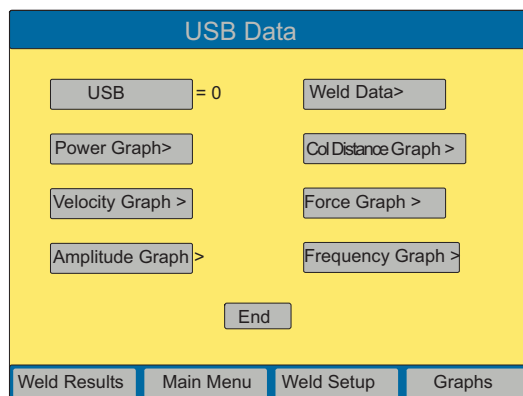 USB Data
USB = 0 Weld Data>
Power Graph> Col Distance Graph >
Velocity Graph > Force Graph >
Amplitude Graph > Frequency Graph >
End
Weld Results Main Menu Weld Setup Graphs